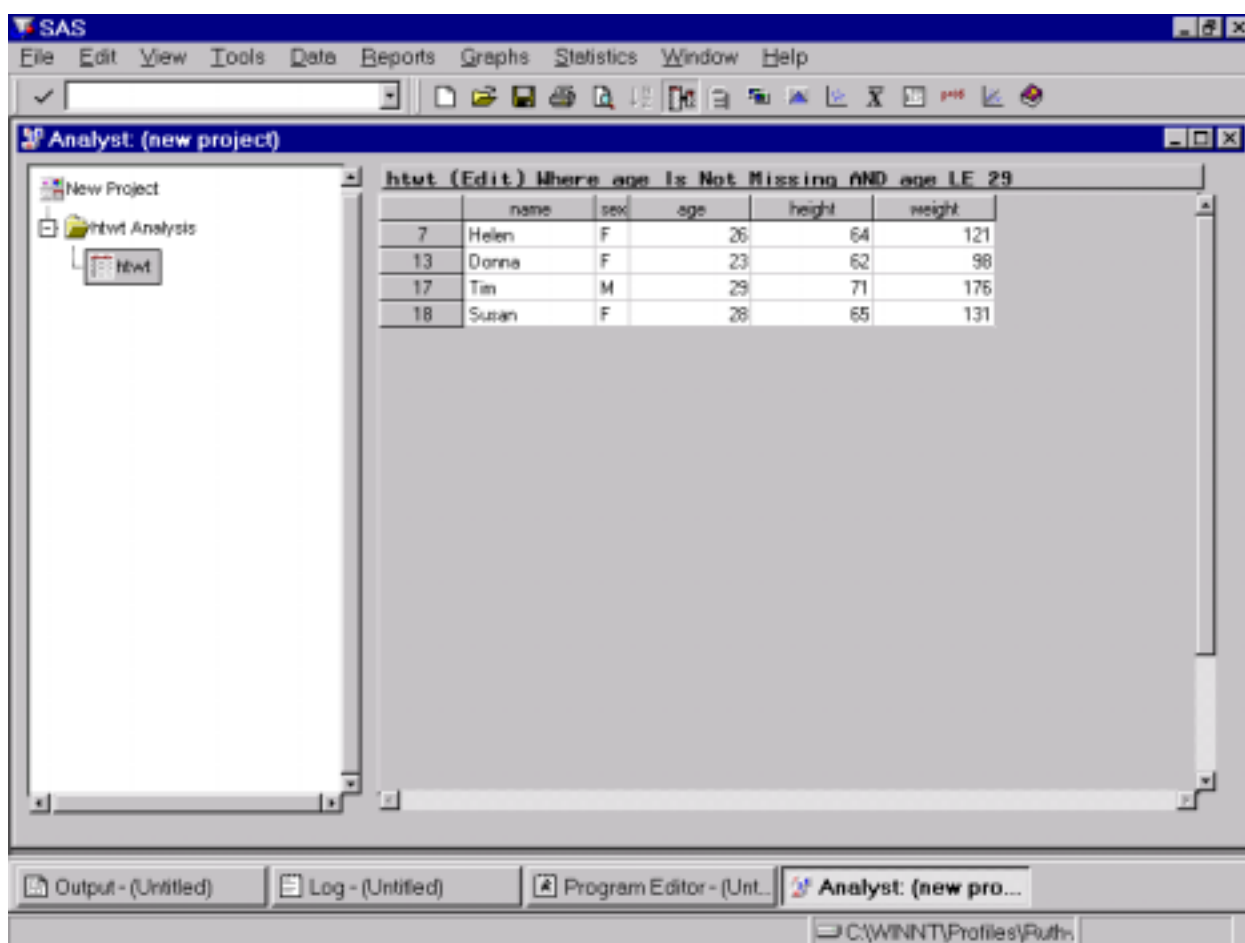 SAS
File Edit View Tools Data Reports Graphs Statistics Window Help
Analyst: (new project)
New Project
htwt Analysis
htwt
htwt (Edit) Where age Is Not Missing AND age LE 29
name sex age height weight
7 Helen F 26 64 121
13 Donna F 23 62 98
17 Tim M 29 71 176
18 Susan F 28 65 131
Output - (Untitled) Log - (Untitled) Program Editor - (Unt... Analyst: (new pro...
C:\WINNT\Profiles\Ruth